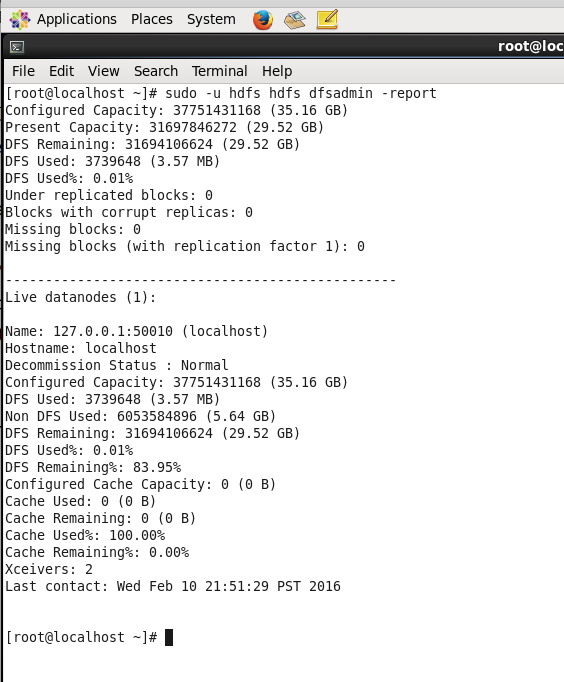 Applications Places System
root@loc
File Edit View Search Terminal Help
[root@localhost ~]# sudo -u hdfs hdfs dfsadmin -report
Configured Capacity: 37751431168 (35.16 GB)
Present Capacity: 31697846272 (29.52 GB)
DFS Remaining: 31694106624 (29.52 GB)
DFS Used: 3739648 (3.57 MB)
DFS Used%: 0.01%
Under replicated blocks: 0
Blocks with corrupt replicas: 0
Missing blocks: 0
Missing blocks (with replication factor 1): 0
-------------------------------------------------
Live datanodes (1):
Name: 127.0.0.1:50010 (localhost)
Hostname: localhost
Decommission Status : Normal
Configured Capacity: 37751431168 (35.16 GB)
DFS Used: 3739648 (3.57 MB)
Non DFS Used: 6053584896 (5.64 GB)
DFS Remaining: 31694106624 (29.52 GB)
DFS Used%: 0.01%
DFS Remaining%: 83.95%
Configured Cache Capacity: 0 (0 B)
Cache Used: 0 (0 B)
Cache Remaining: 0 (0 B)
Cache Used%: 100.00%
Cache Remaining%: 0.00%
Xceivers: 2
Last contact: Wed Feb 10 21:51:29 PST 2016
[root@localhost ~]#